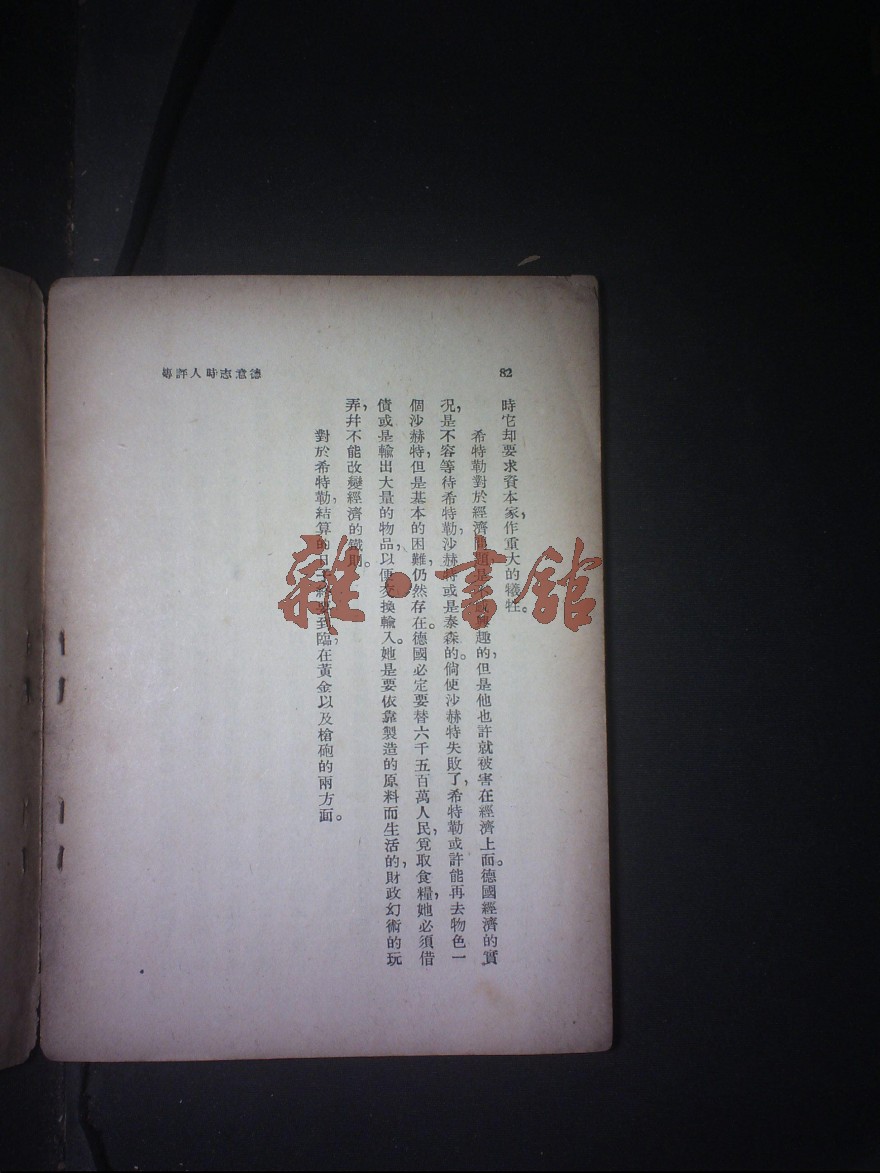 82
德意志時人評傳
時它却要求資本家，作重大的犧牲。
希特勒對於經濟問題是不感興趣的，但是他也許就被害在經濟上面。德國經濟的實
況，是不容等待希特勒，沙赫特或是泰森的。倘使沙赫特失敗了，希特勒或許能再去物色一
個沙赫特，但是基本的困難，仍然存在。德國必定要替六千五百萬人民，覓取食糧，她必須借
債或是輸出大量的物品，以便交換輸入。她是要依靠製造的原料而生活的，財政幻術的玩
弄，幷不能改變經濟的鐵則。
對於希特勒，結算的日子終要到臨，在黃金以及槍砲的兩方面。
雜·書館